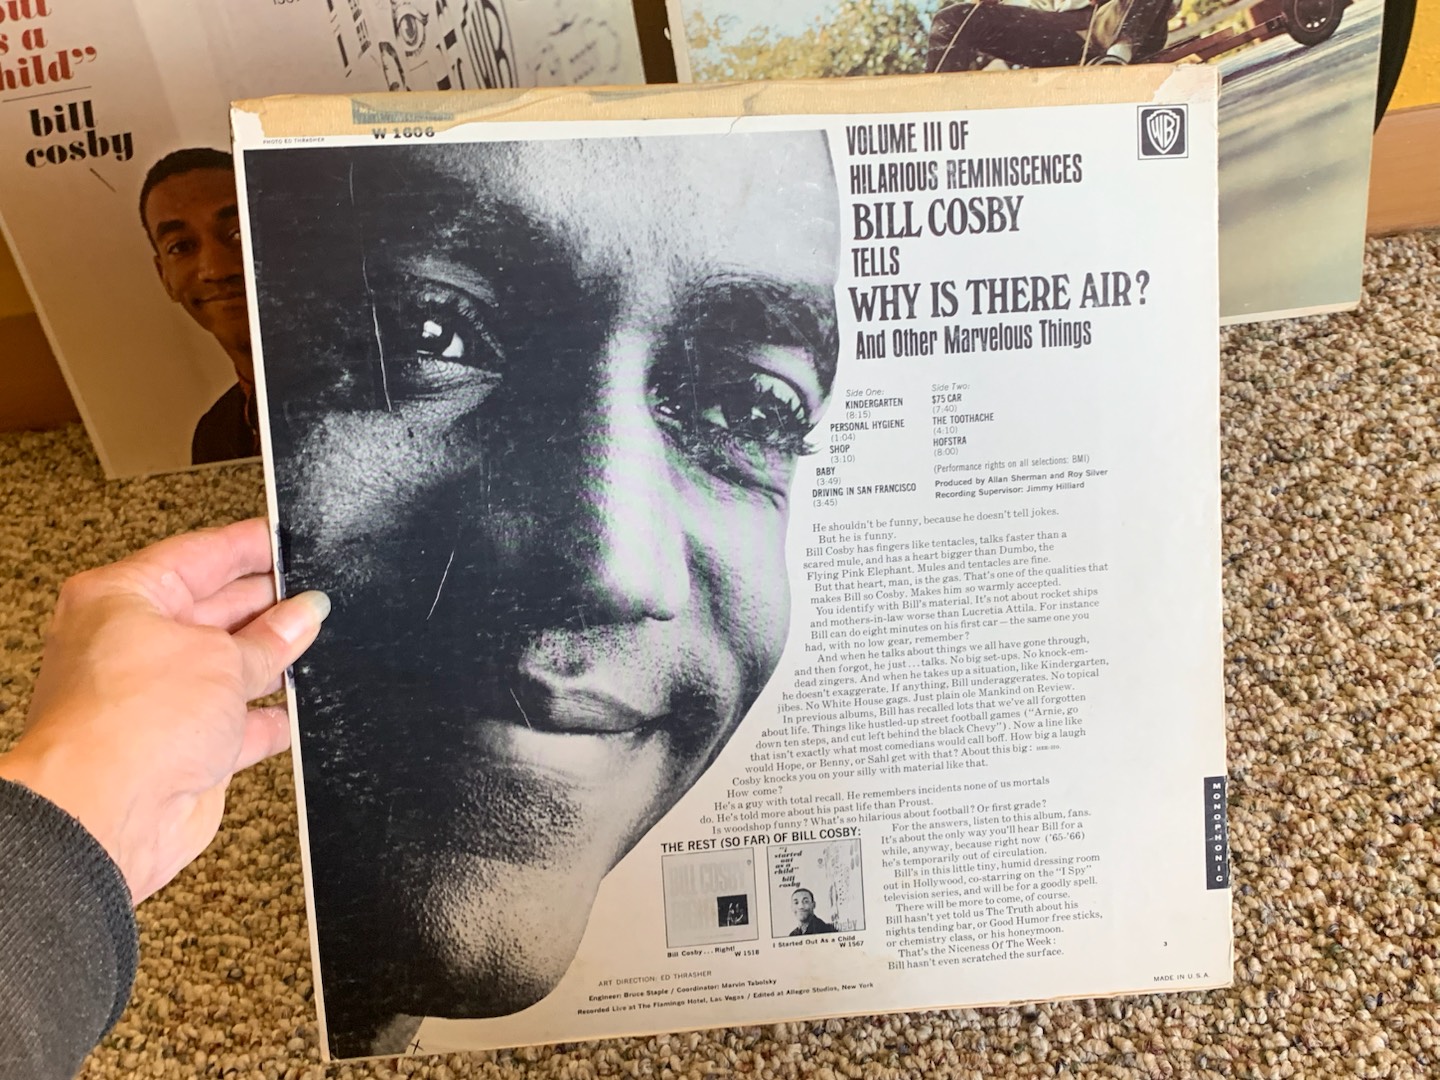 out
s a
hild”
bill
cosby
PHOTO ED THRASHER
W 1606
WB
VOLUME III OF
HILARIOUS REMINISCENCES
BILL COSBY
TELLS
WHY IS THERE AIR?
And Other Marvelous Things
Side One:
KINDERGARTEN
(8:15)
PERSONAL HYGIENE
(1:04)
SHOP
(3:10)
BABY
(3:49)
DRIVING IN SAN FRANCISCO
(3:45)
Side Two:
$75 CAR
(7:40)
THE TOOTHACHE
(4:10)
HOFSTRA
(8:00)
(Performance rights on all selections: BMI)
Produced by Allan Sherman and Roy Silver
Recording Supervisor: Jimmy Hilliard
He shouldn't be funny, because he doesn't tell jokes.
But he is funny.
Bill Cosby has fingers like tentacles, talks faster than a
scared mule, and has a heart bigger than Dumbo, the
Flying Pink Elephant. Mules and tentacles are fine.
But that heart, man, is the gas. That's one of the qualities that
makes Bill so Cosby. Makes him so warmly accepted.
You identify with Bill's material. It's not about rocket ships
and mothers-in-law worse than Lucretia Attila. For instance
Bill can do eight minutes on his first car — the same one you
had, with no low gear, remember?
And when he talks about things we all have gone through,
and then forgot, he just...talks. No big set-ups. No knock-em-
dead zingers. And when he takes up a situation, like Kindergarten,
he doesn't exaggerate. If anything, Bill underaggerates. No topical
jibes. No White House gags. Just plain ole Mankind on Review.
In previous albums, Bill has recalled lots that we've all forgotten
about life. Things like hustled-up street football games ("Arnie, go
down ten steps, and cut left behind the black Chevy"). Now a line like
that isn't exactly what most comedians would call boff. How big a laugh
would Hope, or Benny, or Sahl get with that? About this big:
Cosby knocks you on your silly with material like that.
How come?
He's a guy with total recall. He remembers incidents none of us mortals
do. He's told more about his past life than Proust.
Is woodshop funny? What's so hilarious about football? Or first grade?
For the answers, listen to this album, fans.
It's about the only way you'll hear Bill for a
while, anyway, because right now ('65-'66)
he's temporarily out of circulation.
Bill's in this little tiny, humid dressing room
out in Hollywood, co-starring on the "I Spy"
television series, and will be for a goodly spell.
There will be more to come, of course.
Bill hasn't yet told us The Truth about his
nights tending bar, or Good Humor free sticks,
or chemistry class, or his honeymoon.
That's the Niceness Of The Week:
Bill hasn't even scratched the surface.
THE REST (SO FAR) OF BILL COSBY:
BILL COSBY
"i
started
out
as a
child"
bill
cosby
Bill Cosby...Right!
W 1518
I Started Out As a Child
W 1567
ART DIRECTION: ED THRASHER
Engineer: Bruce Staple / Coordinator: Marvin Tabolsky
Recorded Live at The Flamingo Hotel, Las Vegas / Edited at Allegro Studios, New York
MONOPHONIC
3
MADE IN U.S.A.